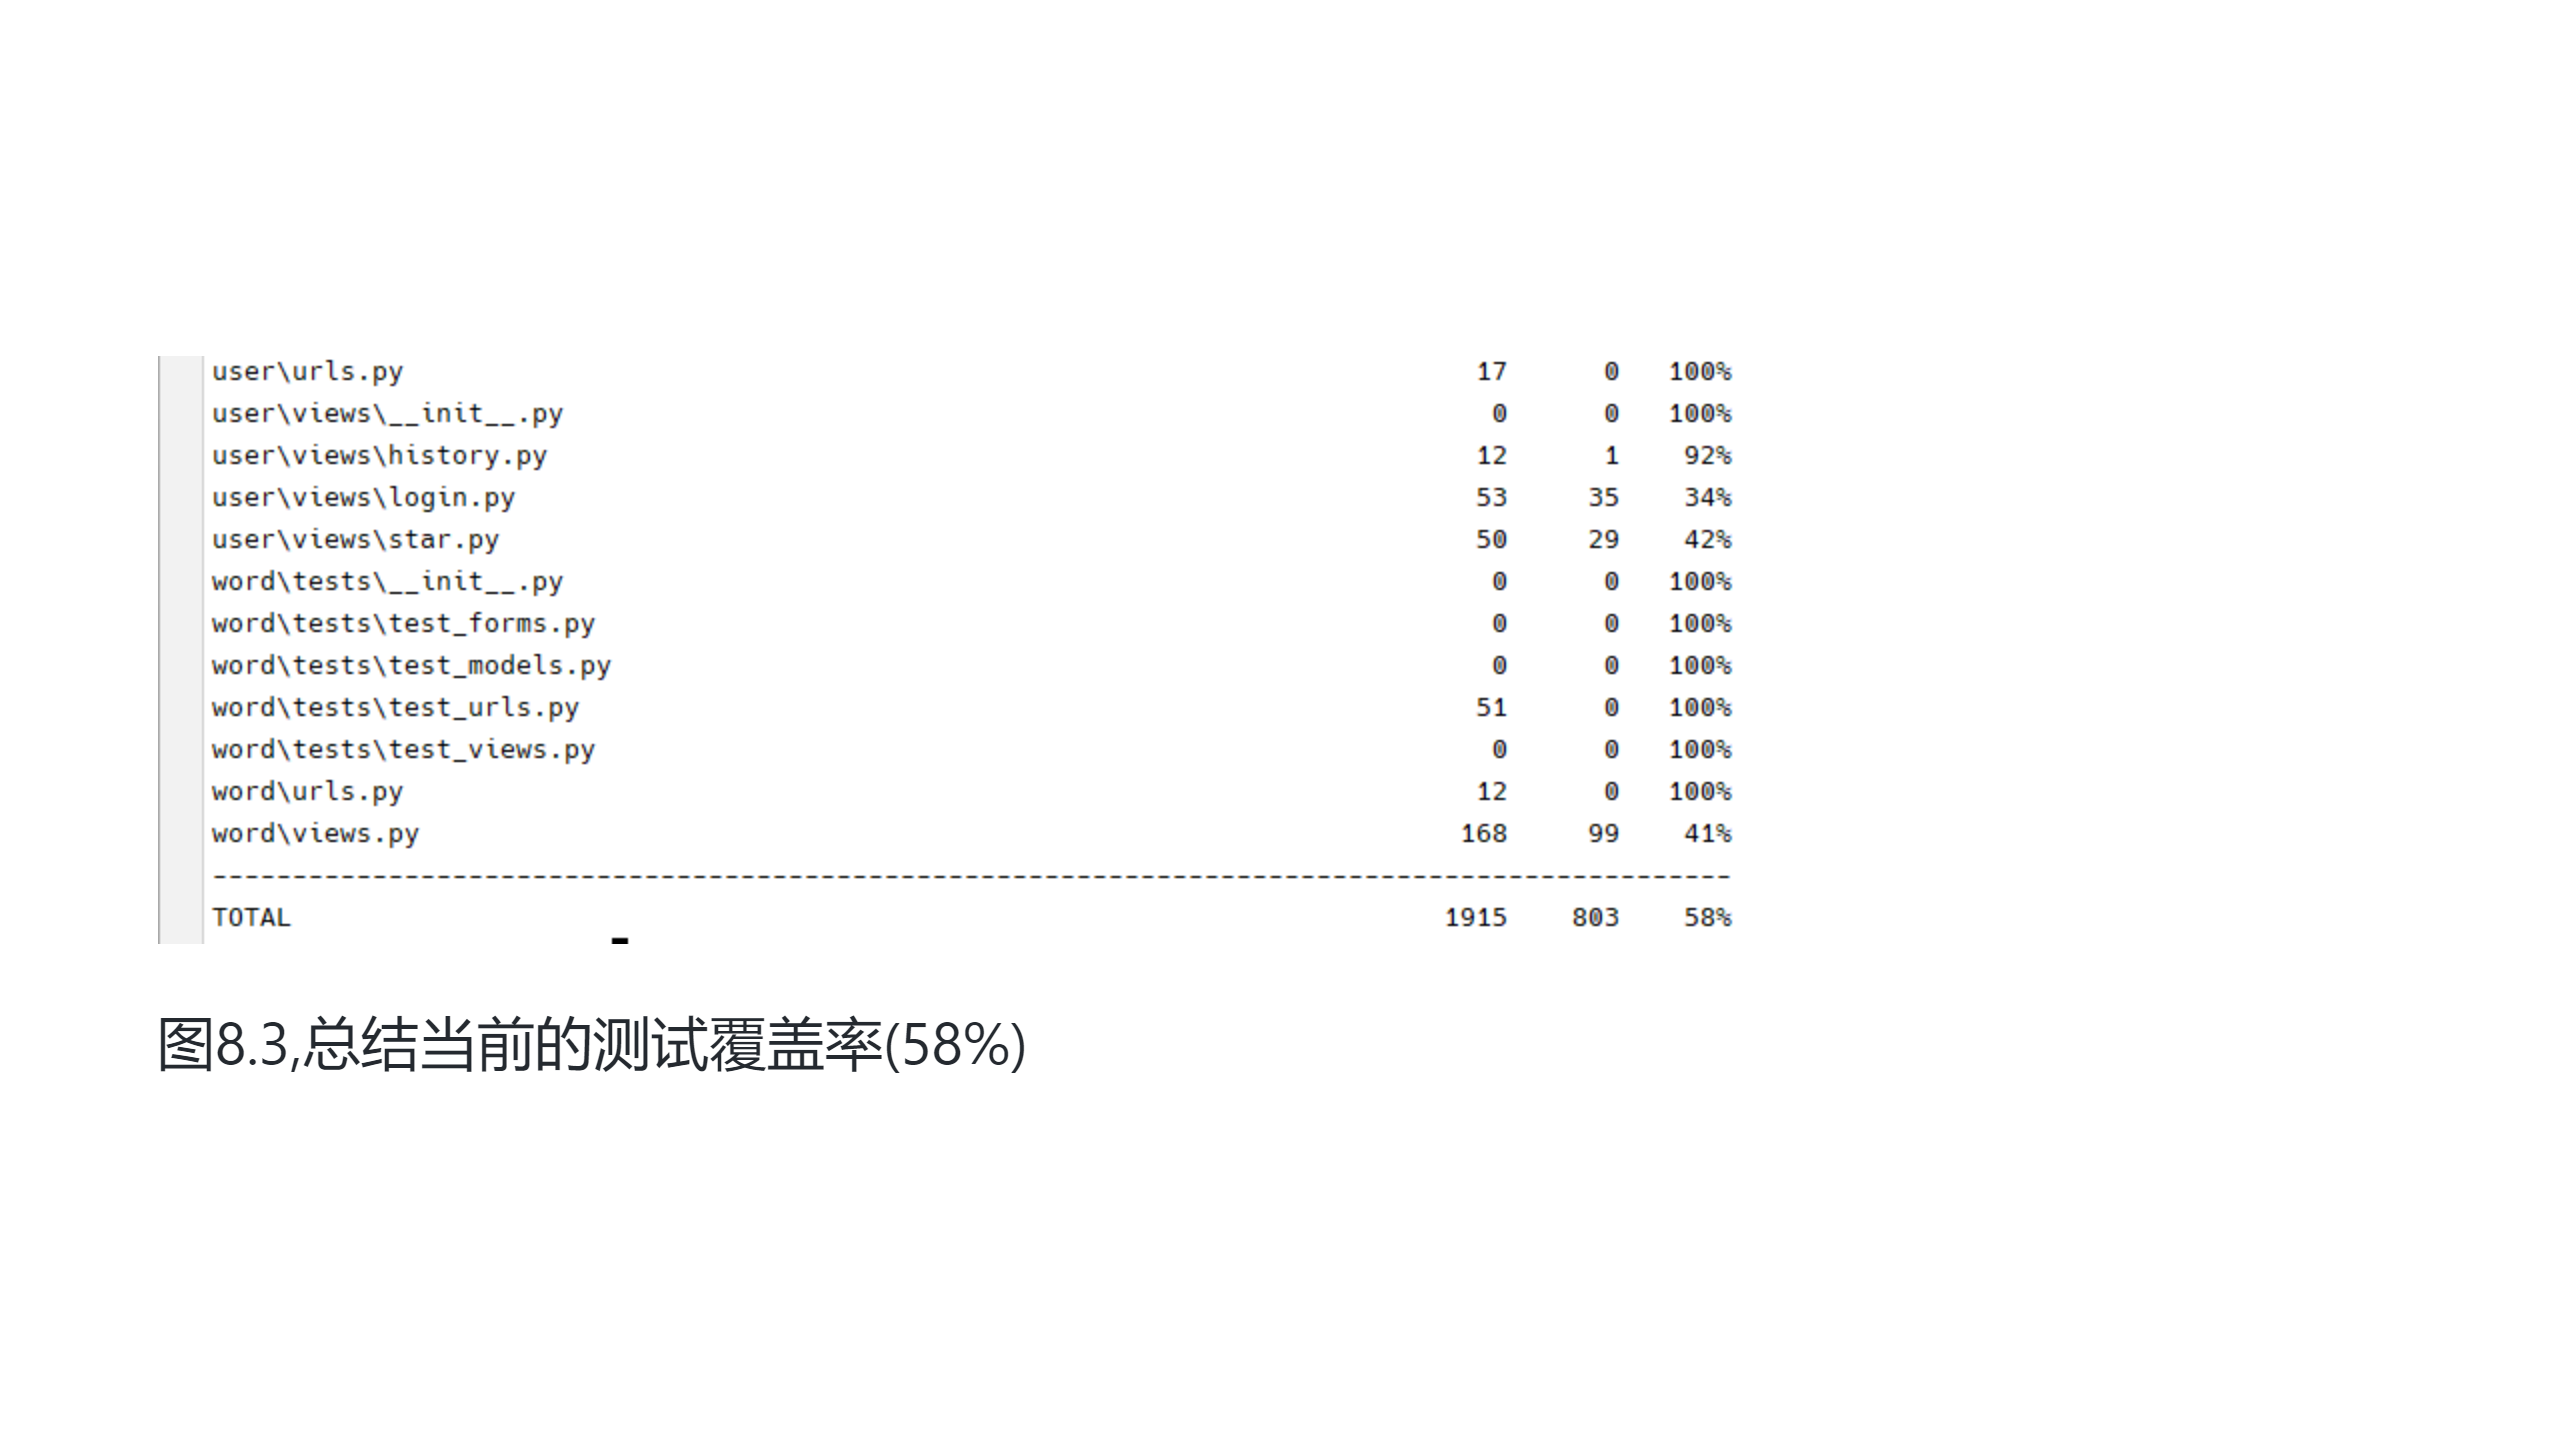 user\urls.py 17 0 100%
user\views\__init__.py 0 0 100%
user\views\history.py 12 1 92%
user\views\login.py 53 35 34%
user\views\star.py 50 29 42%
word\tests\__init__.py 0 0 100%
word\tests\test_forms.py 0 0 100%
word\tests\test_models.py 0 0 100%
word\tests\test_urls.py 51 0 100%
word\tests\test_views.py 0 0 100%
word\urls.py 12 0 100%
word\views.py 168 99 41%
-----------------------------------------------------------------------------------------------
TOTAL 1915 803 58%
图8.3,总结当前的测试覆盖率(58%)